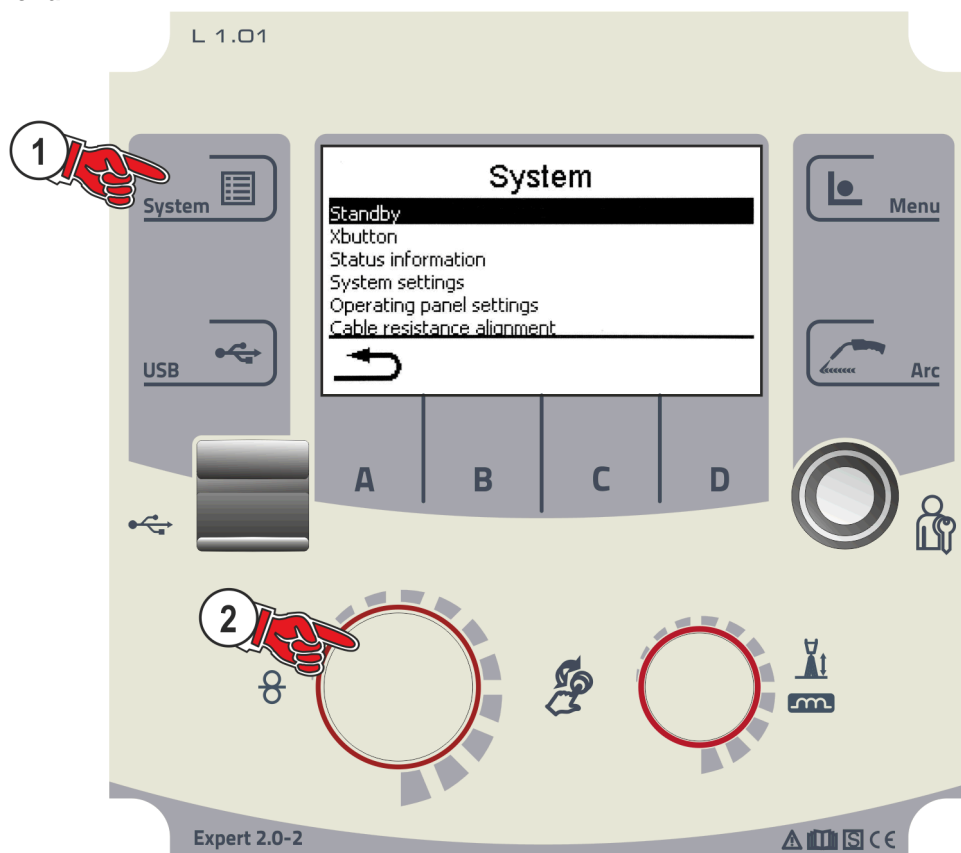 L 1.01
1
System
Menu
System
Standby
Xbutton
Status information
System settings
Operating panel settings
Cable resistance alignment
USB
Arc
A B C D
2
Expert 2.0-2
S CE